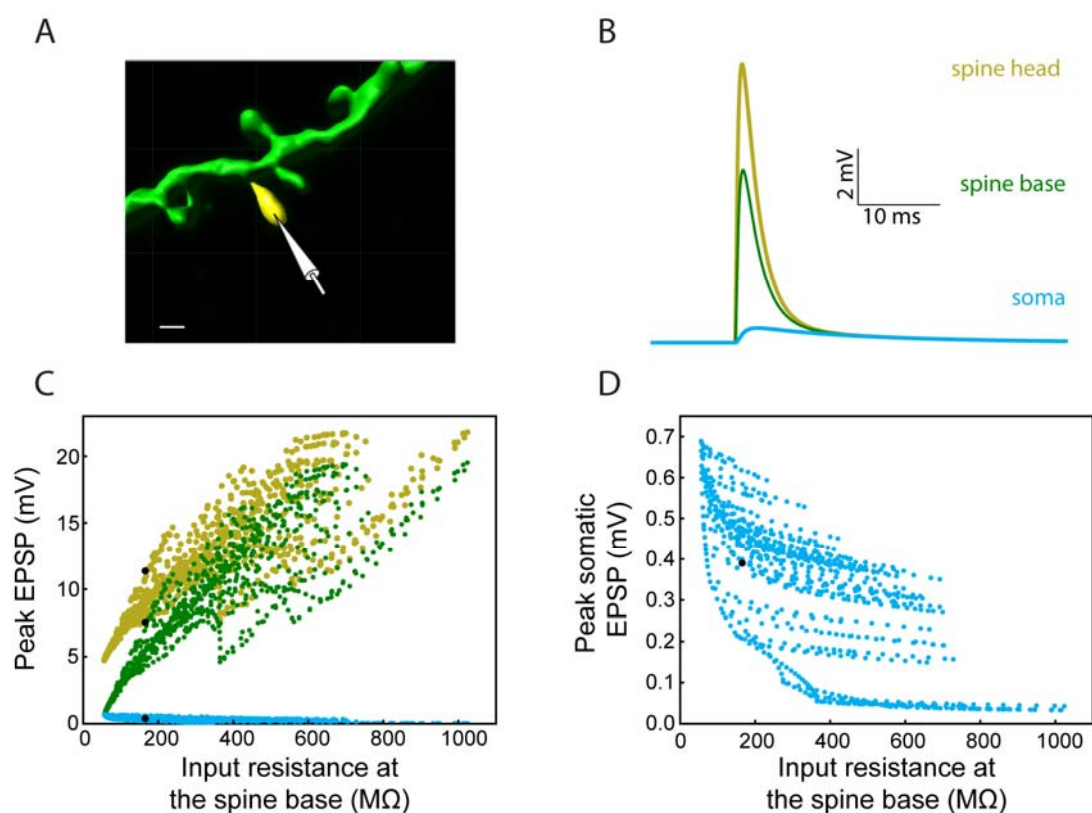 A
B
spine head
spine base
soma
2 mV
10 ms
C
Peak EPSP (mV)
20
15
10
5
0
0 200 400 600 800 1000
Input resistance at
the spine base (MΩ)
D
Peak somatic
EPSP (mV)
0.7
0.6
0.5
0.4
0.3
0.2
0.1
0.0
0 200 400 600 800 1000
Input resistance at
the spine base (MΩ)